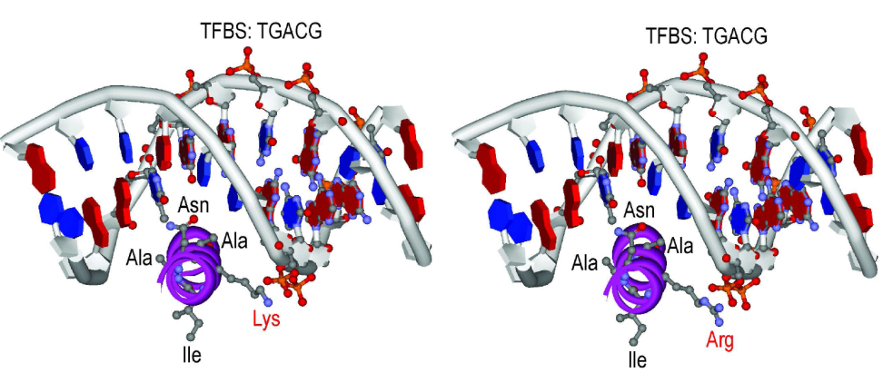 TFBS: TGACG
Asn
Ala
Ala
Lys
Ile
TFBS: TGACG
Asn
Ala
Ala
Arg
Ile